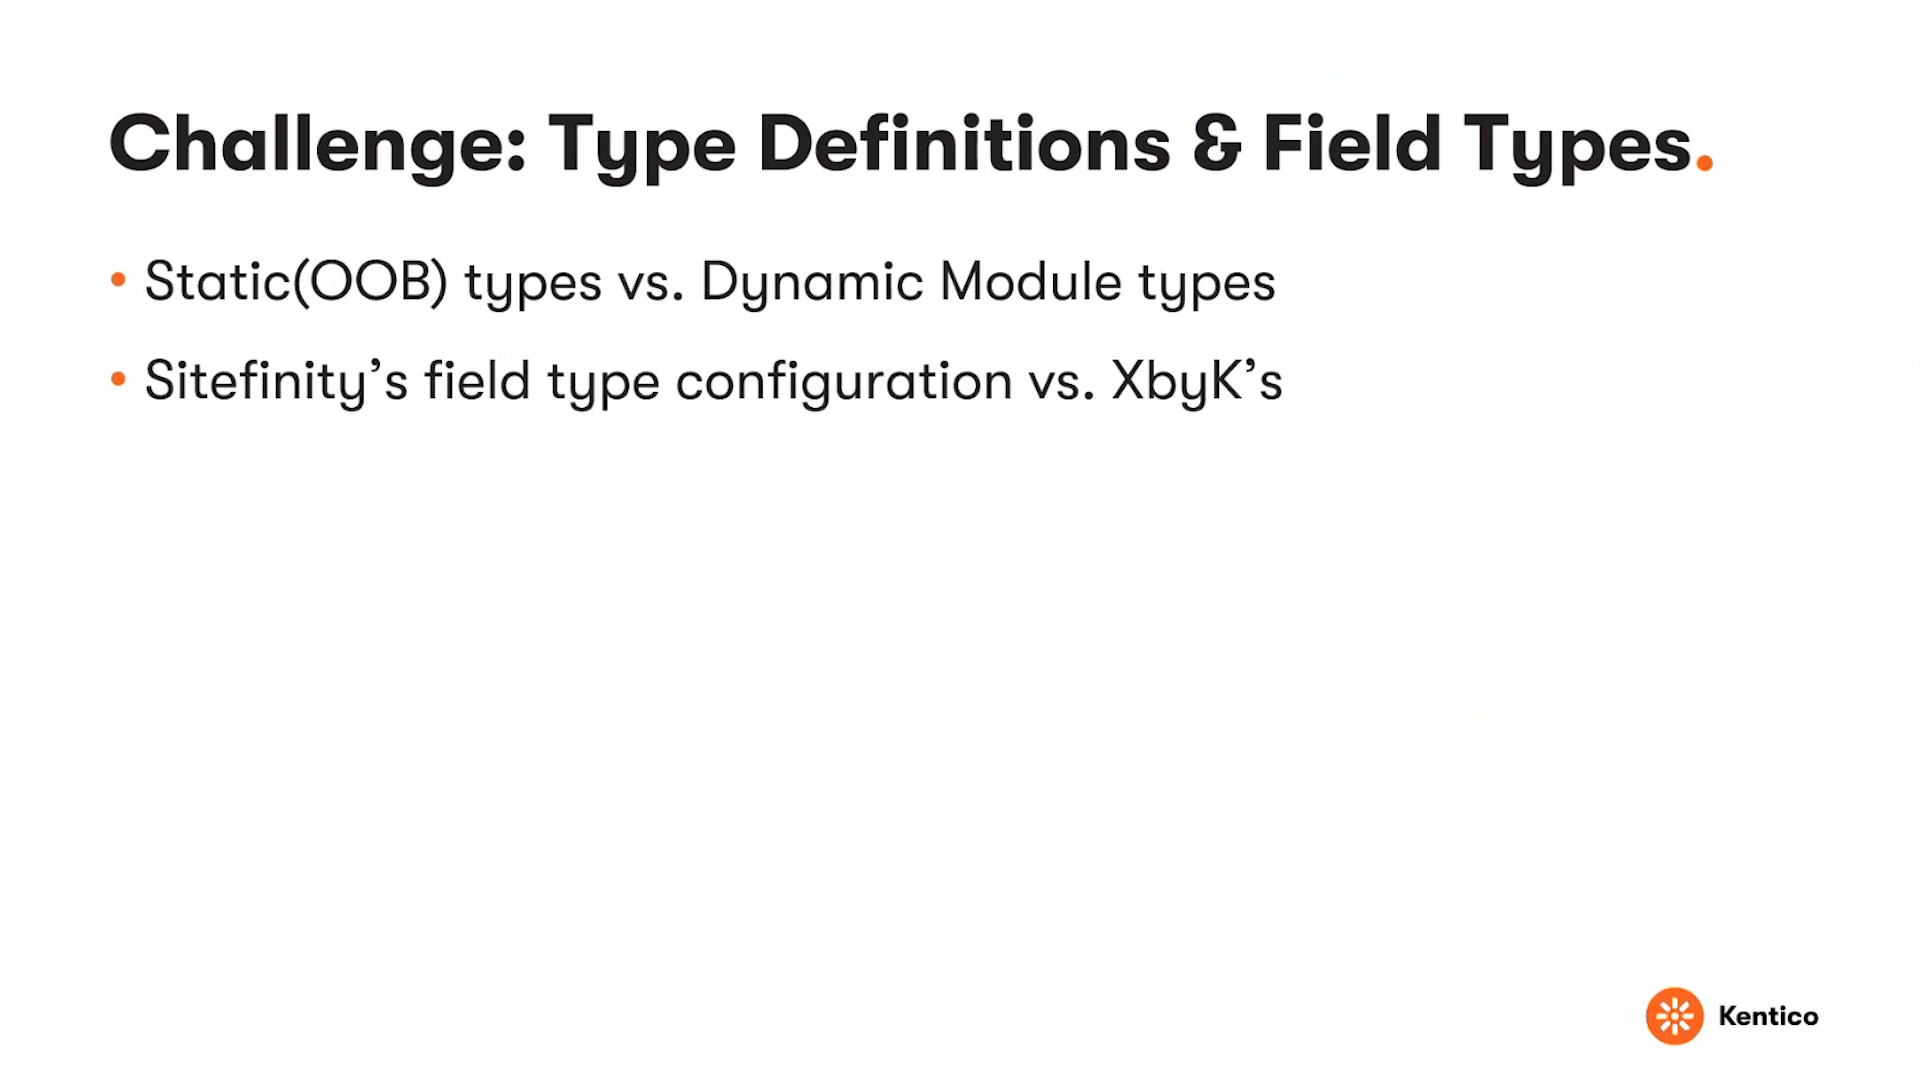 Challenge: Type Definitions & Field Types.
• Static(OOB) types vs. Dynamic Module types
• Sitefinity’s field type configuration vs. XbyK’s
Kentico